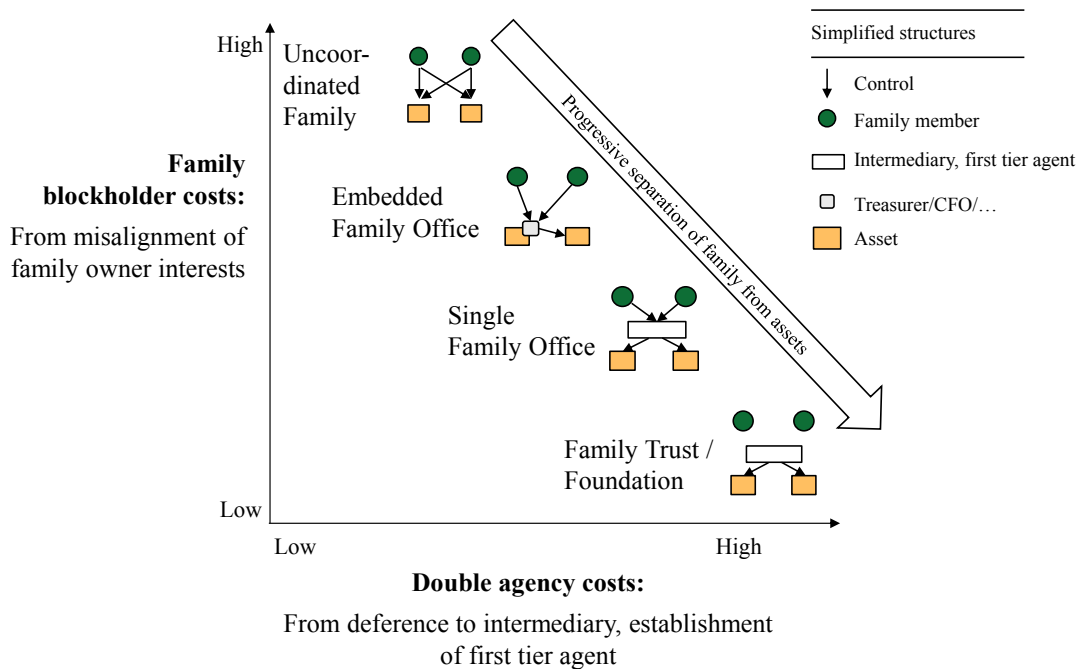 High
Uncoor-
dinated
Family
Family
blockholder costs:
From misalignment of
family owner interests
Embedded
Family Office
Single
Family Office
Family Trust /
Foundation
Progressive separation of family from assets
Simplified structures
Control
Family member
Intermediary, first tier agent
Treasurer/CFO/…
Asset
Low
Low
High
Double agency costs:
From deference to intermediary, establishment
of first tier agent